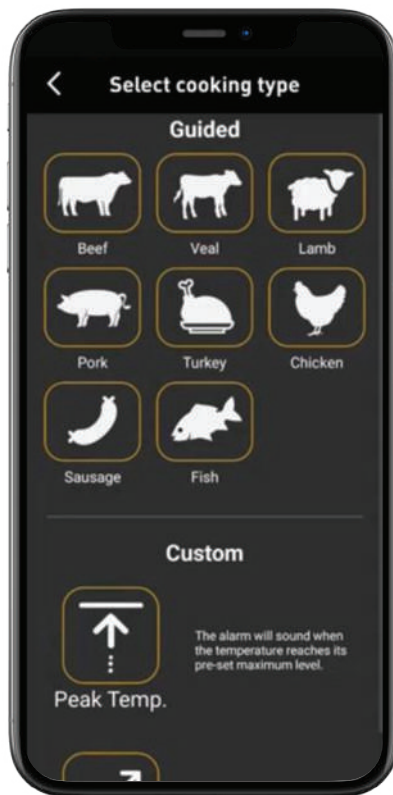 Select cooking type
Guided
Beef Veal Lamb
Pork Turkey Chicken
Sausage Fish
Custom
The alarm will sound when
the temperature reaches its
pre-set maximum level.
Peak Temp.